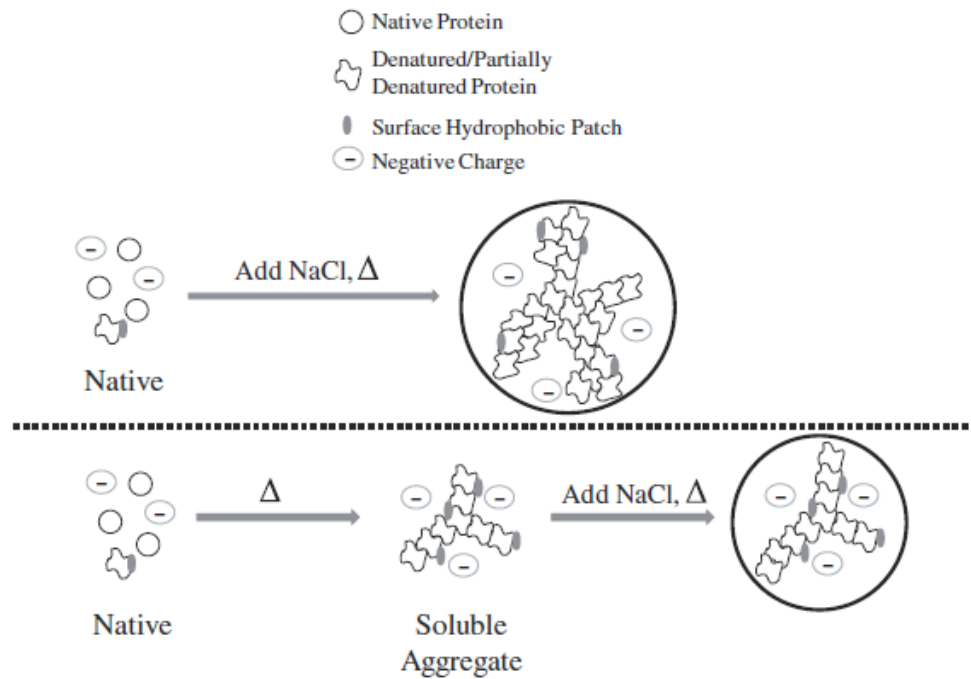 Native Protein
Denatured/Partially
Denatured Protein
Surface Hydrophobic Patch
− Negative Charge
− −
Add NaCl, Δ
− − −
Native
− −
Δ
− − −
Add NaCl, Δ
− − −
Native
Soluble
Aggregate